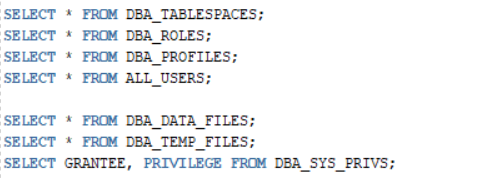 SELECT * FROM DBA_TABLESPACES;
SELECT * FROM DBA_ROLES;
SELECT * FROM DBA_PROFILES;
SELECT * FROM ALL_USERS;
SELECT * FROM DBA_DATA_FILES;
SELECT * FROM DBA_TEMP_FILES;
SELECT GRANTEE, PRIVILEGE FROM DBA_SYS_PRIVS;